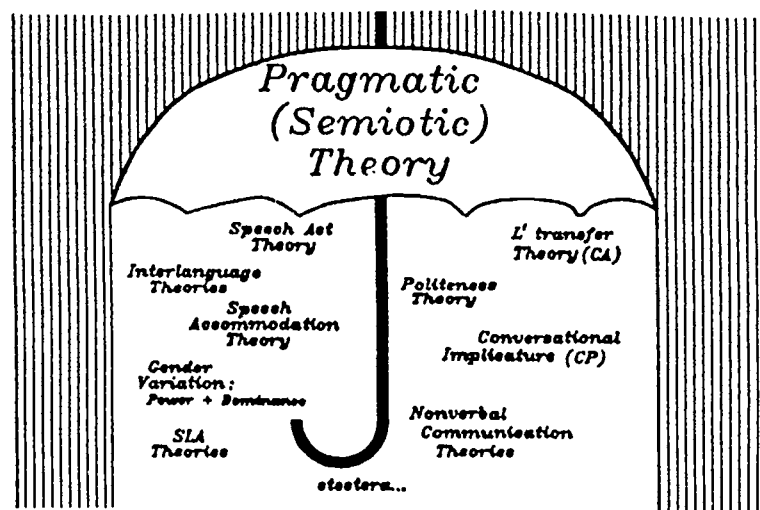 Pragmatic
(Semiotic)
Theory
Speech Act
Theory
Interlanguage
Theories
Speech
Accommodation
Theory
Gender
Variation:
Power + Dominance
SLA
Theories
L' transfer
Theory (CA)
Politeness
Theory
Conversational
Implicature (CP)
Nonverbal
Communication
Theories
etcetera...